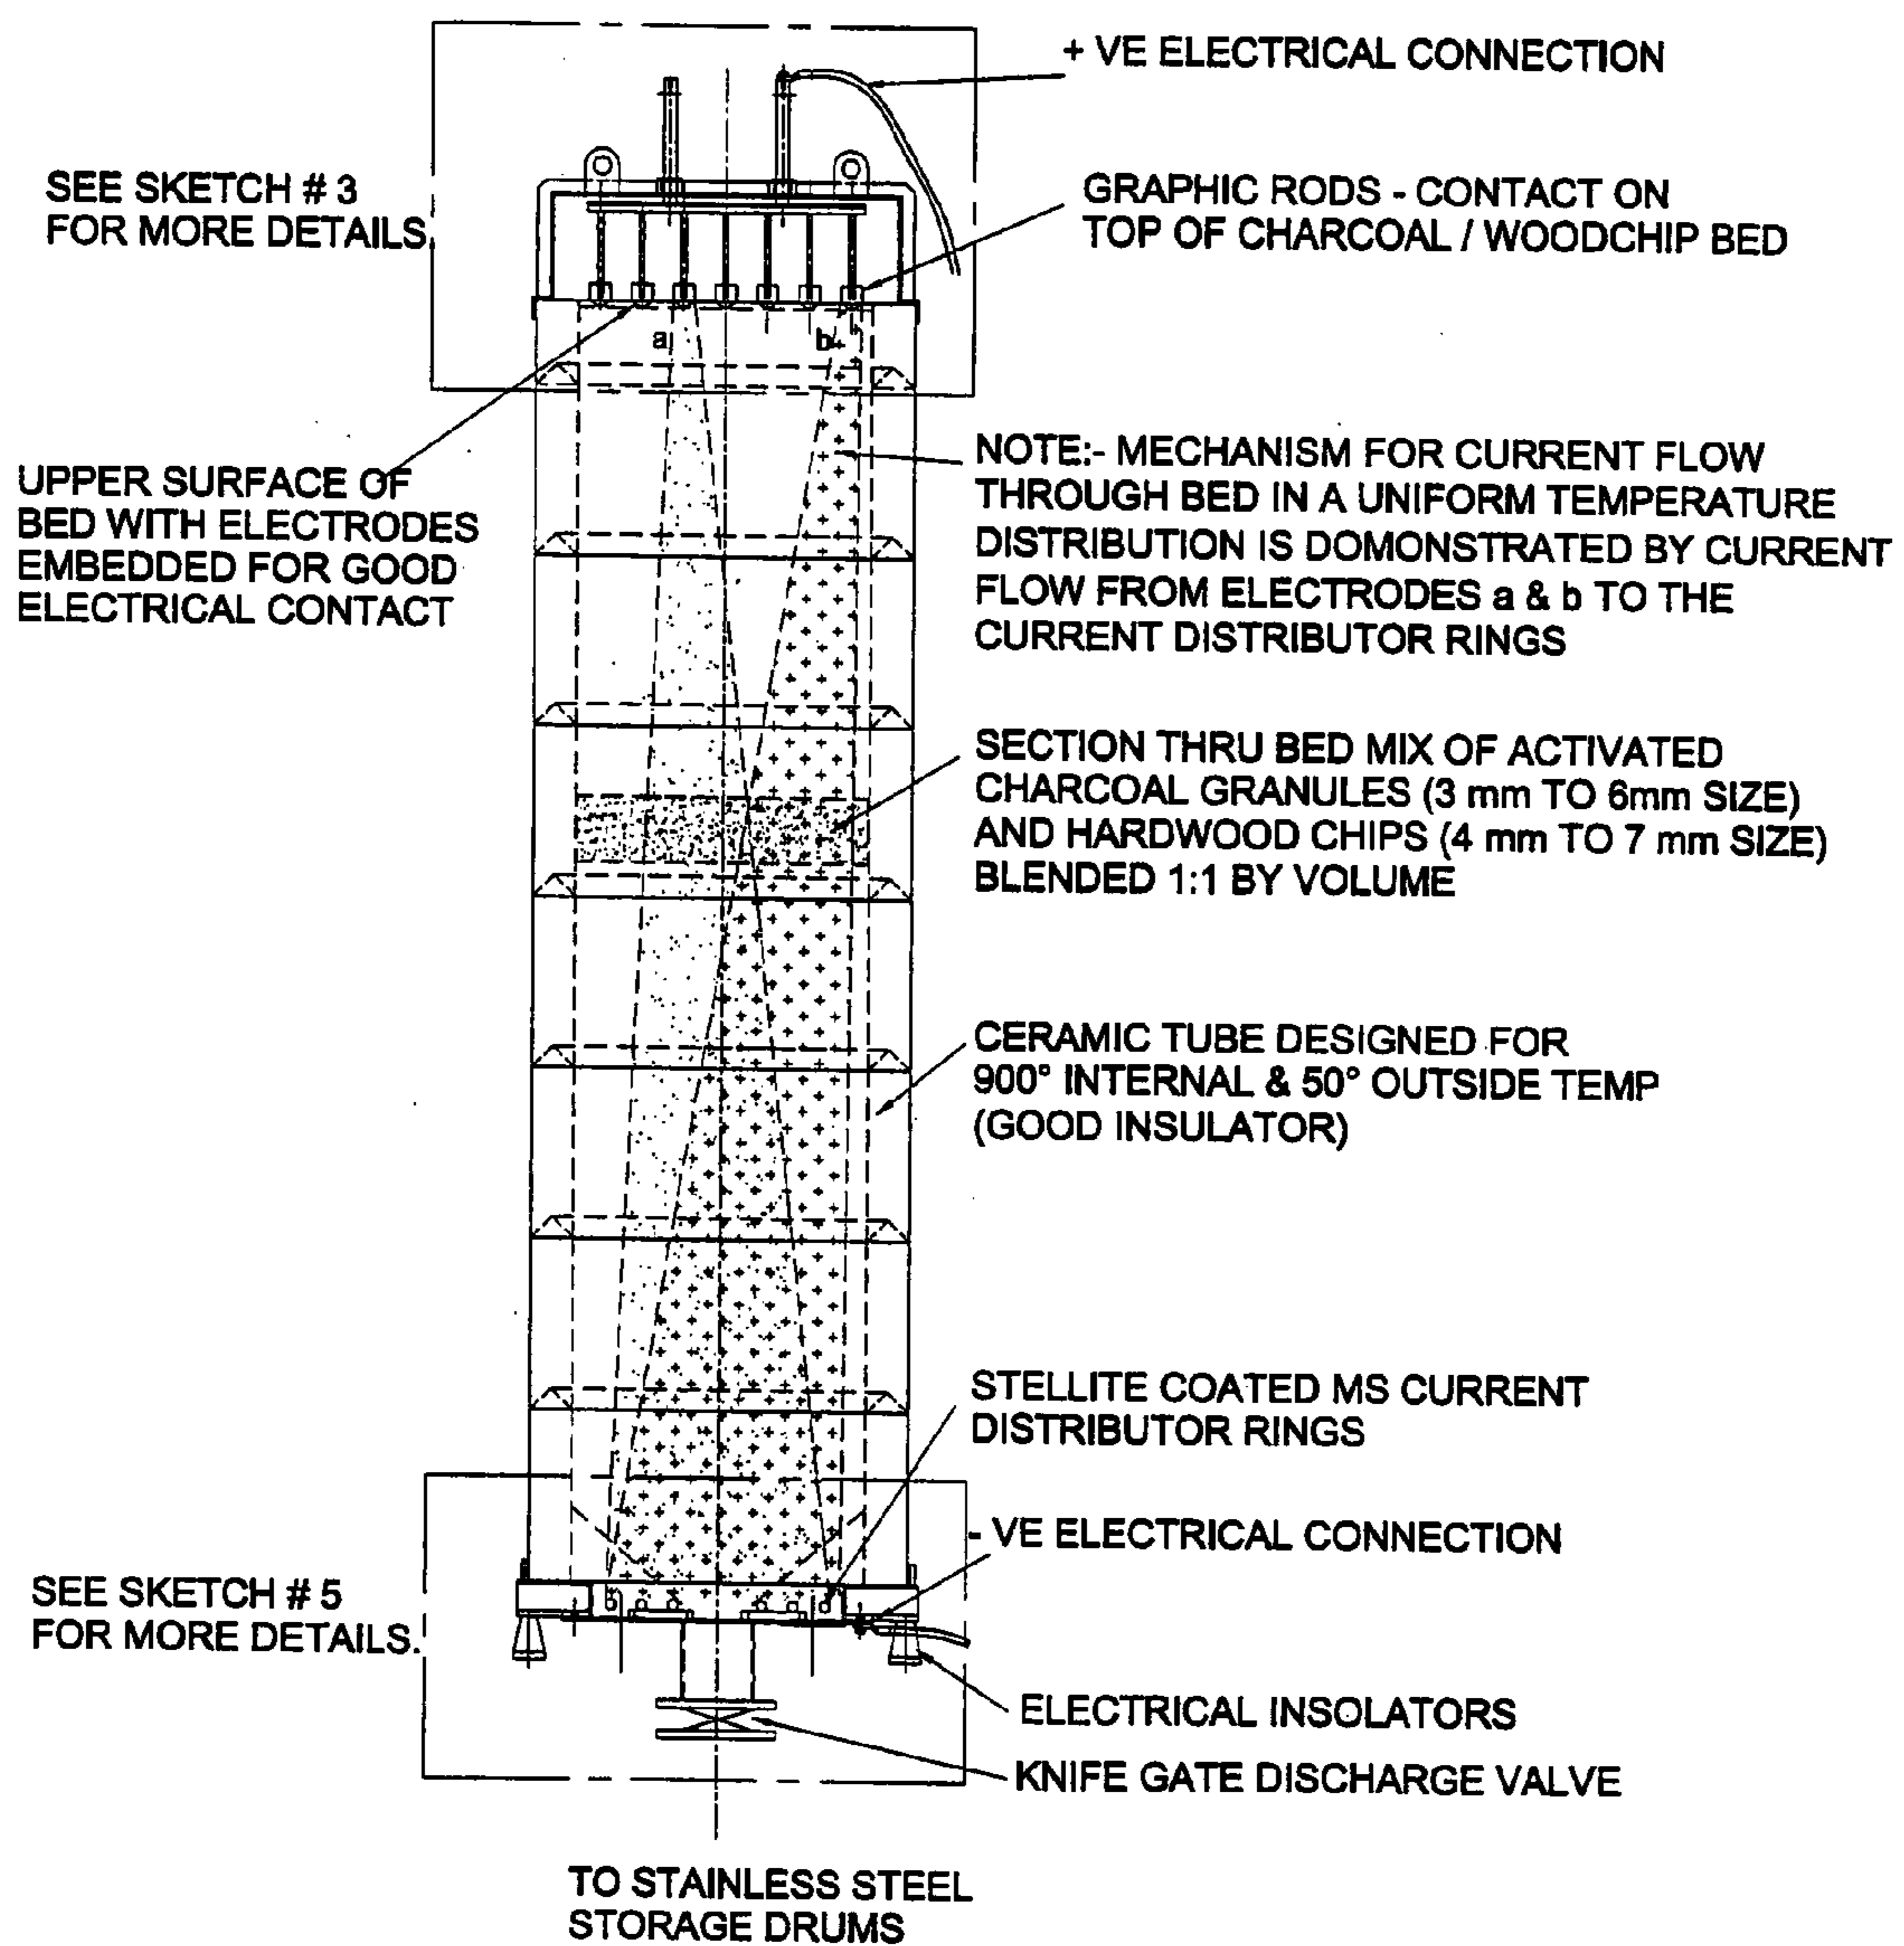 + VE ELECTRICAL CONNECTION
SEE SKETCH # 3
FOR MORE DETAILS.
GRAPHIC RODS - CONTACT ON
TOP OF CHARCOAL / WOODCHIP BED
a
b
UPPER SURFACE OF
BED WITH ELECTRODES
EMBEDDED FOR GOOD
ELECTRICAL CONTACT
NOTE:- MECHANISM FOR CURRENT FLOW
THROUGH BED IN A UNIFORM TEMPERATURE
DISTRIBUTION IS DOMONSTRATED BY CURRENT
FLOW FROM ELECTRODES a & b TO THE
CURRENT DISTRIBUTOR RINGS
SECTION THRU BED MIX OF ACTIVATED
CHARCOAL GRANULES (3 mm TO 6mm SIZE)
AND HARDWOOD CHIPS (4 mm TO 7 mm SIZE)
BLENDED 1:1 BY VOLUME
CERAMIC TUBE DESIGNED FOR
900° INTERNAL & 50° OUTSIDE TEMP
(GOOD INSULATOR)
STELLITE COATED MS CURRENT
DISTRIBUTOR RINGS
- VE ELECTRICAL CONNECTION
SEE SKETCH # 5
FOR MORE DETAILS.
ELECTRICAL INSOLATORS
KNIFE GATE DISCHARGE VALVE
TO STAINLESS STEEL
STORAGE DRUMS